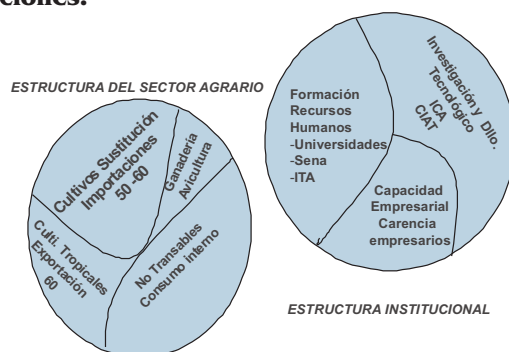 ciones.
ESTRUCTURA DEL SECTOR AGRARIO
Cultivos Sustitución
Importaciones
50 -60
Ganadería
Avicultura
Culti. Tropicales
Exportación
60
No Transables
Consumo interno
Formación
Recursos
Humanos
-Universidades
-Sena
-ITA
Investigación y Dllo.
Tecnológico
ICA
CIAT
Capacidad
Empresarial
Carencia
empresarios
ESTRUCTURA INSTITUCIONAL